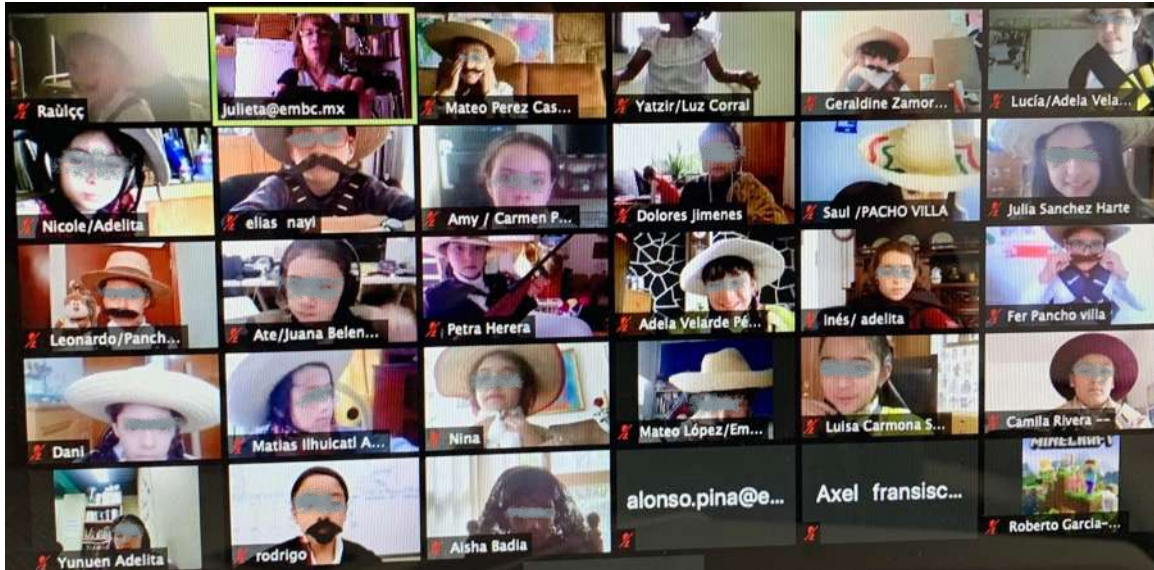 Raùlçç
julieta@embc.mx
Mateo Perez Cas...
Yatzir/Luz Corral
Geraldine Zamor...
Lucía/Adela Vela...
Nicole/Adelita
elias nayi
Amy / Carmen P...
Dolores jimenes
Saul /PACHO VILLA
Julia Sanchez Harte
Leonardo/Panch...
Ate/Juana Belen...
Petra Herera
Adela Velarde Pé...
Inés/ adelita
Fer Pancho villa
Dani
Matias Ilhuicatl A...
Nina
Mateo López/Em...
Luisa Carmona S...
Camila Rivera --
Yunuen Adelita
rodrigo
Aisha Badia
alonso.pina@e...
Axel fransisc...
MINECRAFT
Roberto Garcia-...